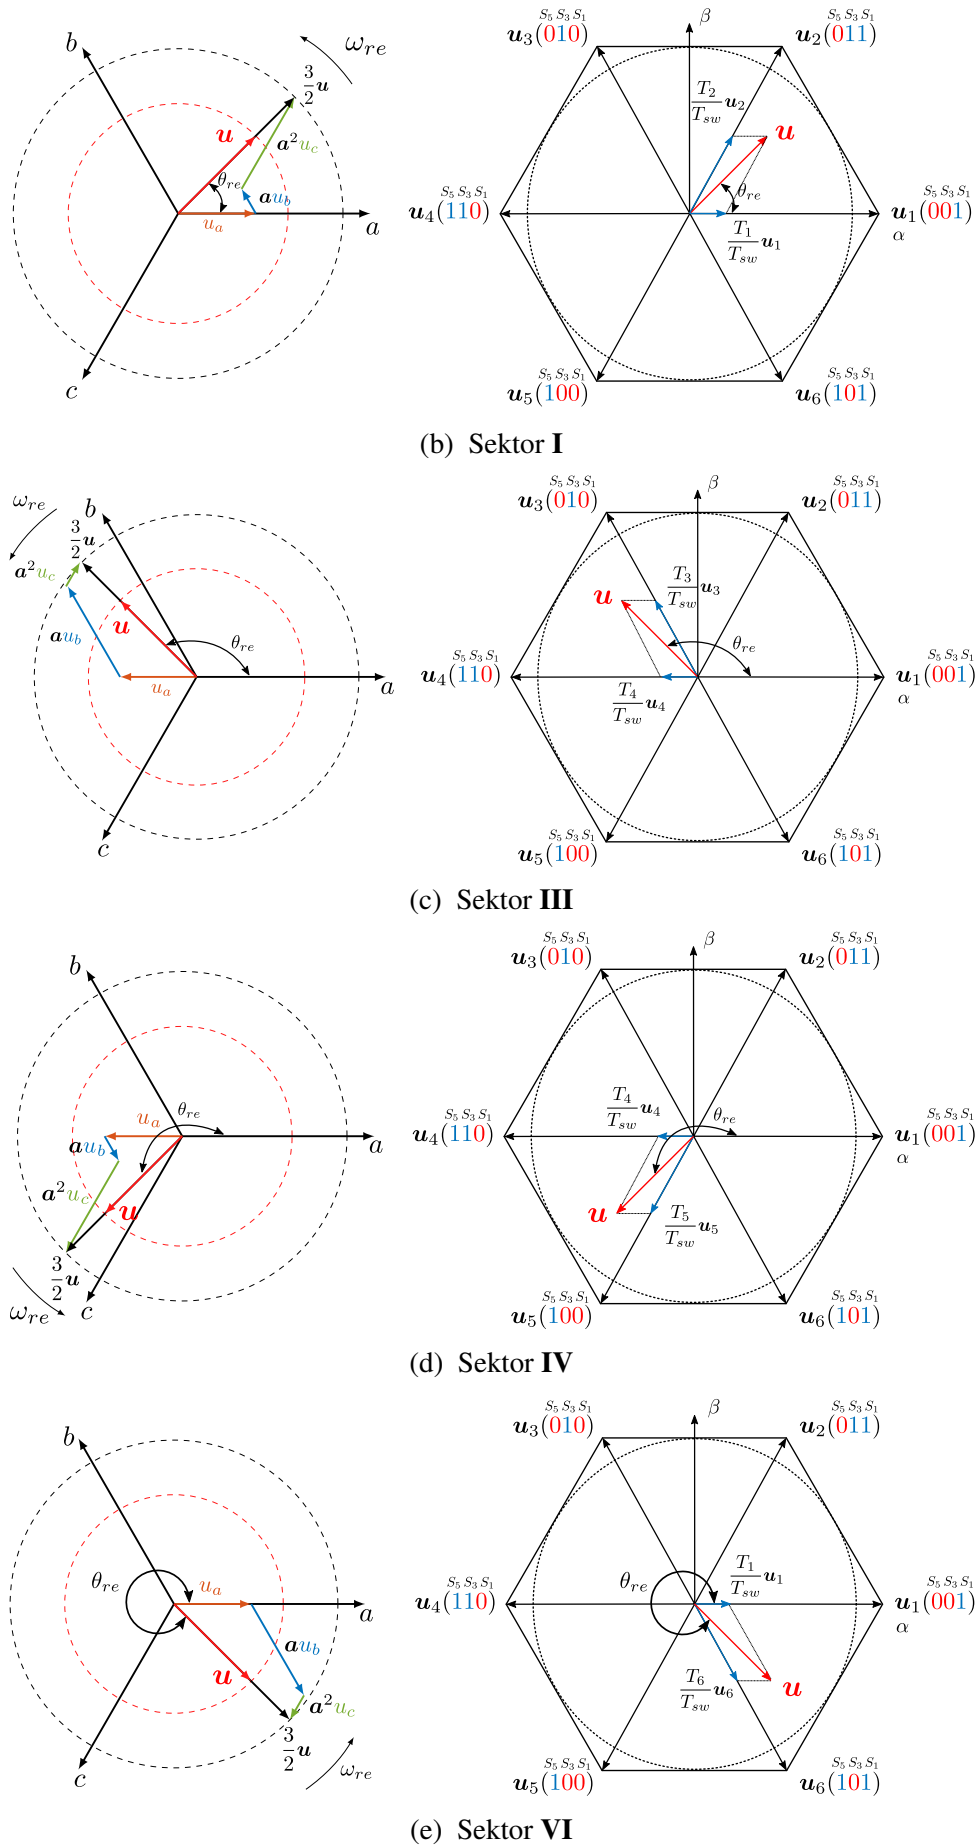 b
ω_re
3/2 u
u
a²u_c
θ_re
au_b
u_a
a
c
β
S₅ S₃ S₁
u₃(010)
S₅ S₃ S₁
u₂(011)
T₂/T_sw u₂
u
θ_re
S₅ S₃ S₁
u₄(110)
S₅ S₃ S₁
u₁(001)
α
T₁/T_sw u₁
S₅ S₃ S₁
u₅(100)
S₅ S₃ S₁
u₆(101)
(b) Sektor I
ω_re
b
3/2 u
a²u_c
au_b
u
θ_re
u_a
a
c
β
S₅ S₃ S₁
u₃(010)
S₅ S₃ S₁
u₂(011)
T₃/T_sw u₃
u
θ_re
S₅ S₃ S₁
u₄(110)
S₅ S₃ S₁
u₁(001)
α
T₄/T_sw u₄
S₅ S₃ S₁
u₅(100)
S₅ S₃ S₁
u₆(101)
(c) Sektor III
b
θ_re
u_a
au_b
a
a²u_c
u
3/2 u
c
ω_re
β
S₅ S₃ S₁
u₃(010)
S₅ S₃ S₁
u₂(011)
T₄/T_sw u₄
θ_re
S₅ S₃ S₁
u₄(110)
S₅ S₃ S₁
u₁(001)
α
u
T₅/T_sw u₅
S₅ S₃ S₁
u₅(100)
S₅ S₃ S₁
u₆(101)
(d) Sektor IV
b
θ_re
u_a
a
au_b
u
a²u_c
3/2 u
ω_re
c
β
S₅ S₃ S₁
u₃(010)
S₅ S₃ S₁
u₂(011)
θ_re
T₁/T_sw u₁
S₅ S₃ S₁
u₄(110)
S₅ S₃ S₁
u₁(001)
α
T₆/T_sw u₆
u
S₅ S₃ S₁
u₅(100)
S₅ S₃ S₁
u₆(101)
(e) Sektor VI